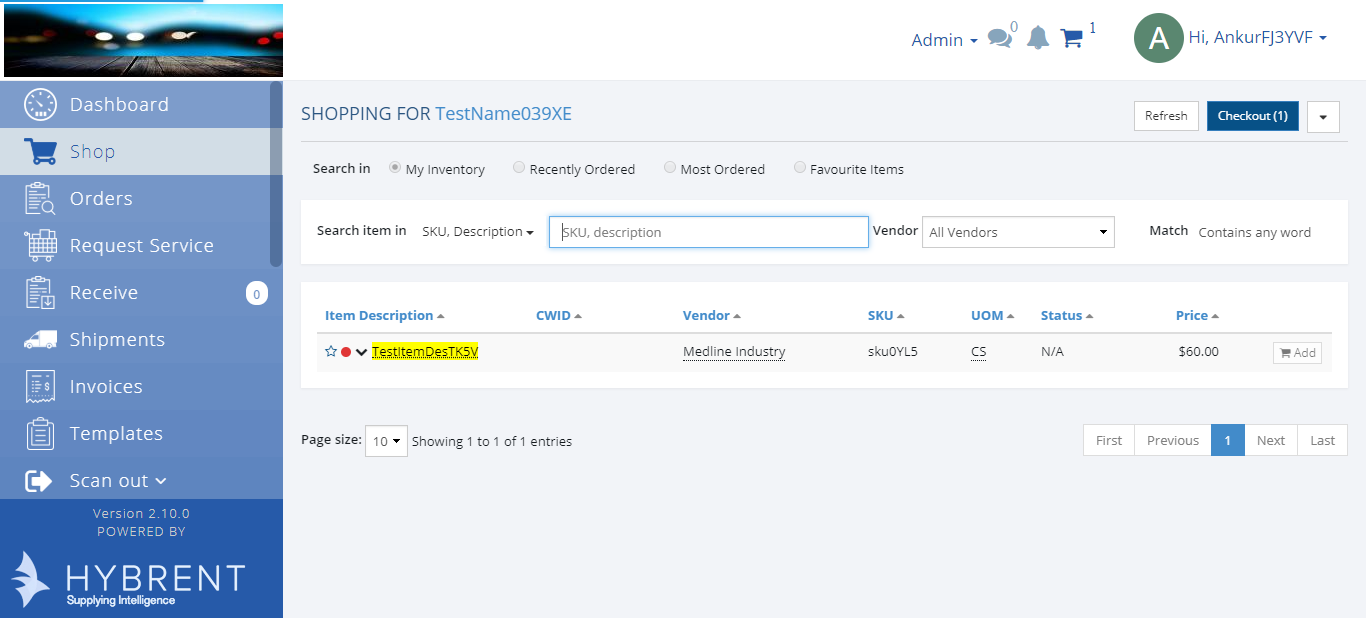 Admin
0
1
A
Hi, AnkurFJ3YVF
Dashboard
Shop
Orders
Request Service
Receive
0
Shipments
Invoices
Templates
Scan out
Version 2.10.0
POWERED BY
HYBRENT
Supplying Intelligence
SHOPPING FOR TestName039XE
Refresh
Checkout (1)
Search in My Inventory Recently Ordered Most Ordered Favourite Items
Search item in SKU, Description SKU, description Vendor All Vendors Match Contains any word
Item Description CWID Vendor SKU UOM Status Price
TestItemDesTK5V Medline Industry sku0YL5 CS N/A $60.00 Add
Page size: 10 Showing 1 to 1 of 1 entries
First Previous 1 Next Last